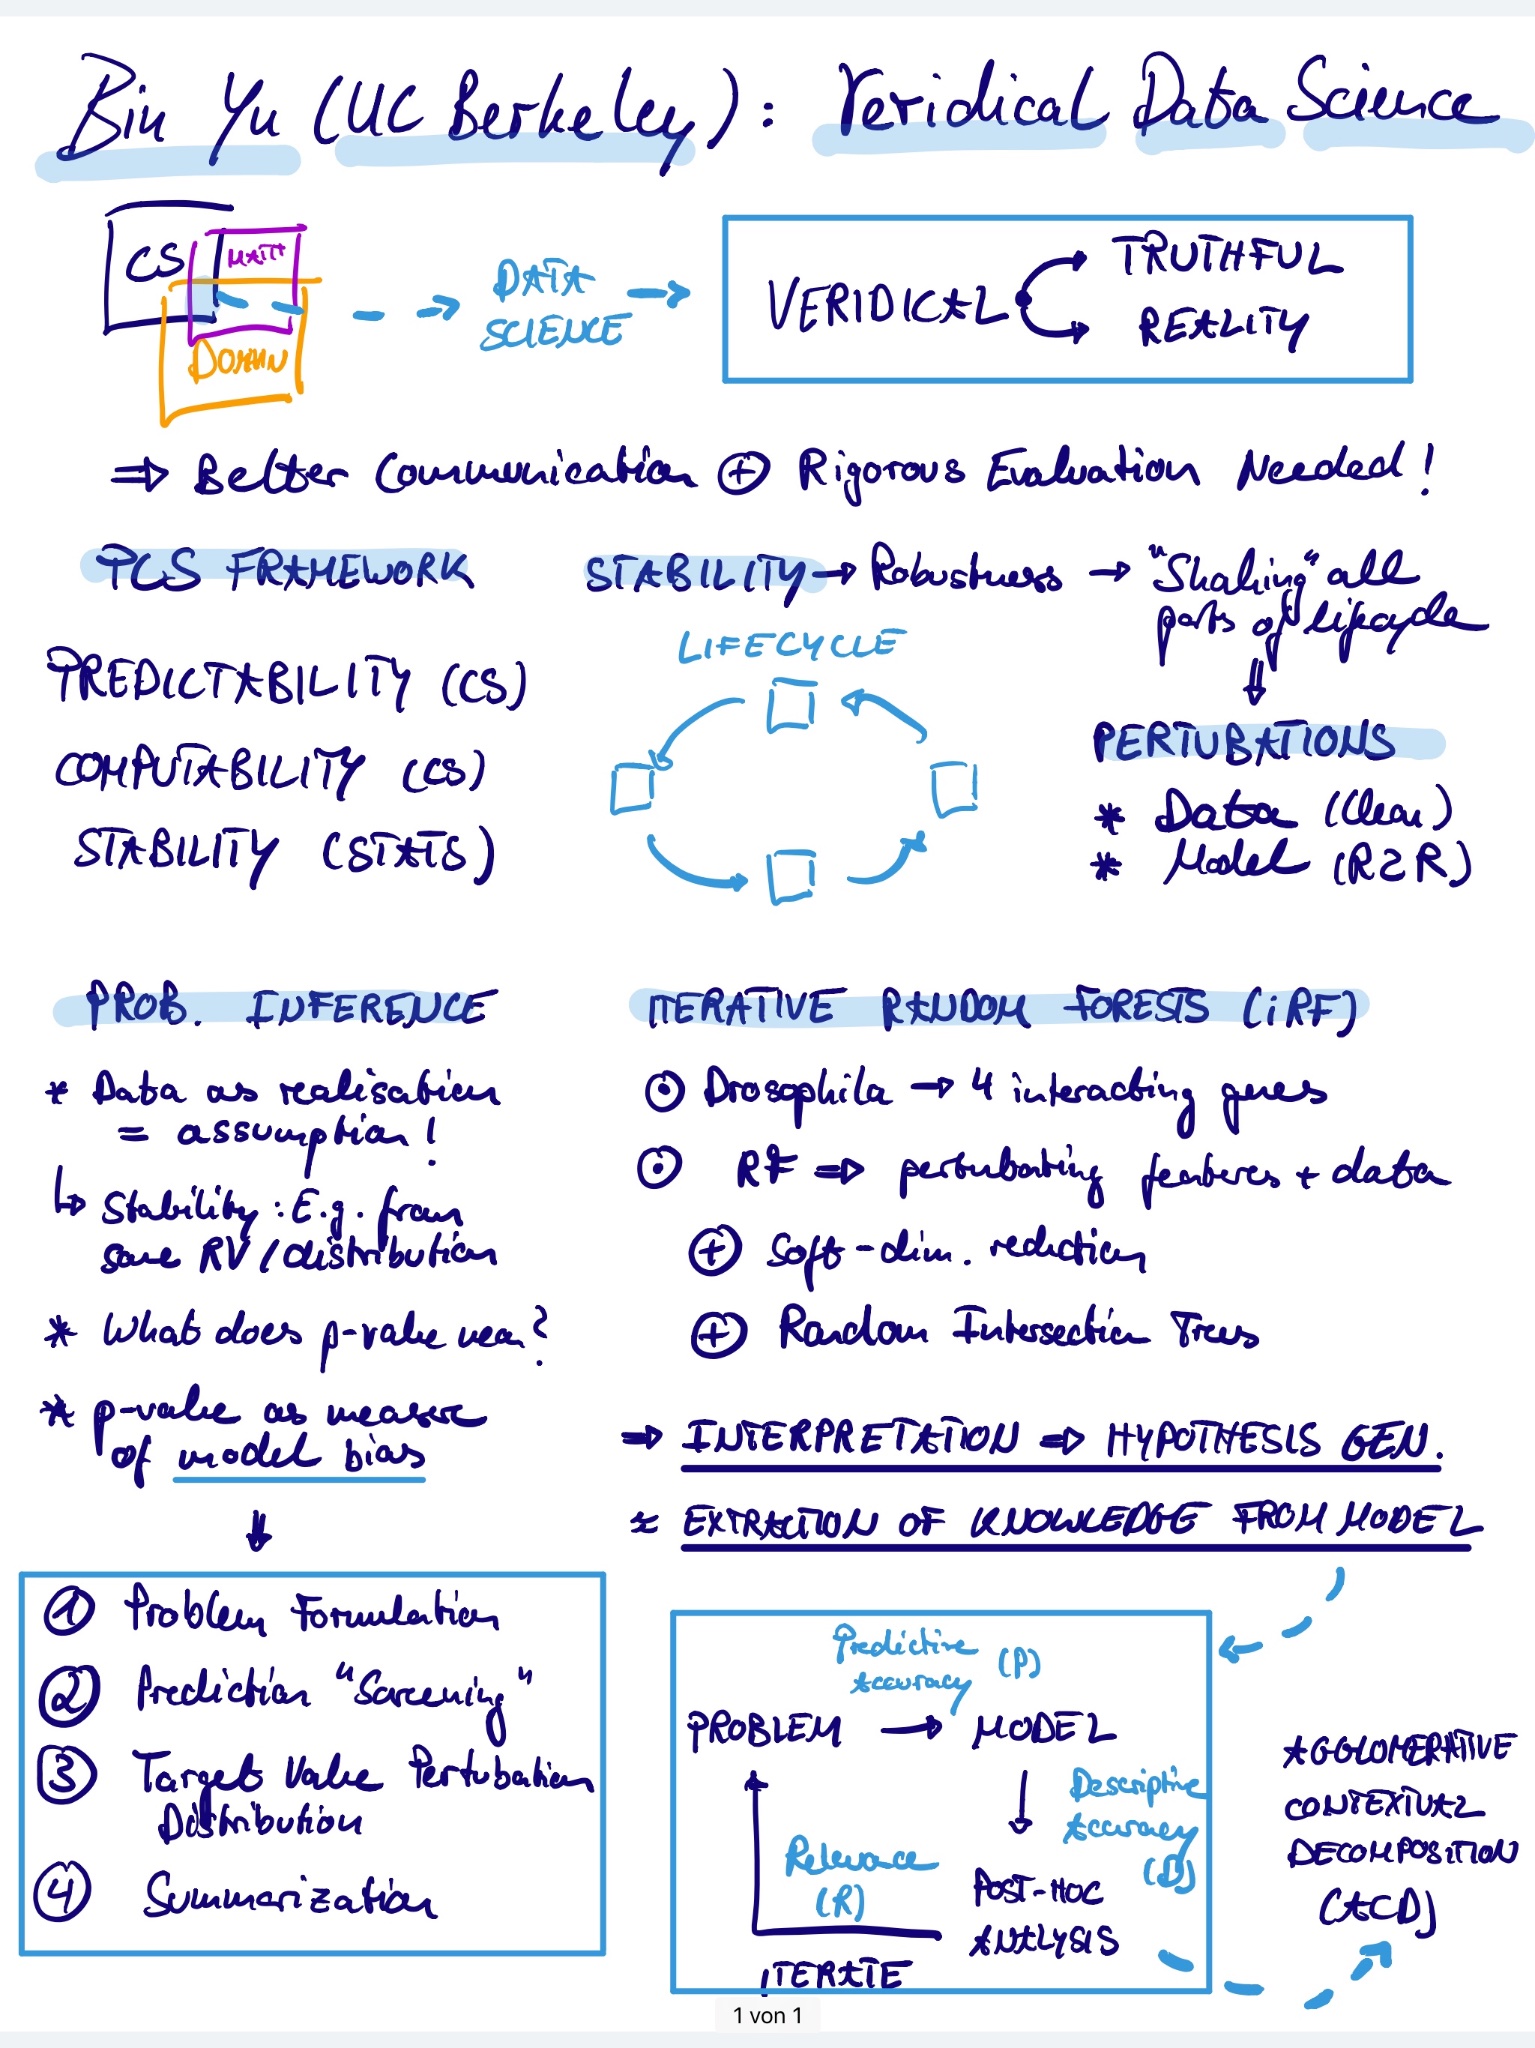 Bin Yu (UC Berkeley): Veridical Data Science
CS
MATH
DOMAIN
DATA
SCIENCE
VERIDICAL
TRUTHFUL
REALITY
⇒ Better Communication ⊕ Rigorous Evaluation Needed!
PCS FRAMEWORK
PREDICTABILITY (CS)
COMPUTABILITY (CS)
STABILITY (STATS)
STABILITY → Robustness → "Shaking" all
parts of lifecycle
LIFECYCLE
PERTUBATIONS
* Data (Clear)
* Model (R2R)
PROB. INFERENCE
* Data as realisation
= assumption!
↳ Stability: E.g. from
same RV / distribution
* What does p-value mean?
* p-value as measure
of model bias
① Problem Formulation
② Prediction "Screening"
③ Target Value Pertubation
Distribution
④ Summarization
ITERATIVE RANDOM FORESTS (iRF)
⊙ Drosophila → 4 interacting genes
⊙ RF ⇒ pertubating features + data
⊕ Soft-dim. reduction
⊕ Random Intersection Trees
⇒ INTERPRETATION ⇒ HYPOTHESIS GEN.
≈ EXTRACTION OF KNOWLEDGE FROM MODEL
Predictive
Accuracy (P)
PROBLEM → MODEL
Descriptive
Accuracy
(D)
Relevance
(R)
POST-HOC
ANALYSIS
ITERATE
AGGLOMERATIVE
CONTEXTUAL
DECOMPOSITION
(ACD)
1 von 1